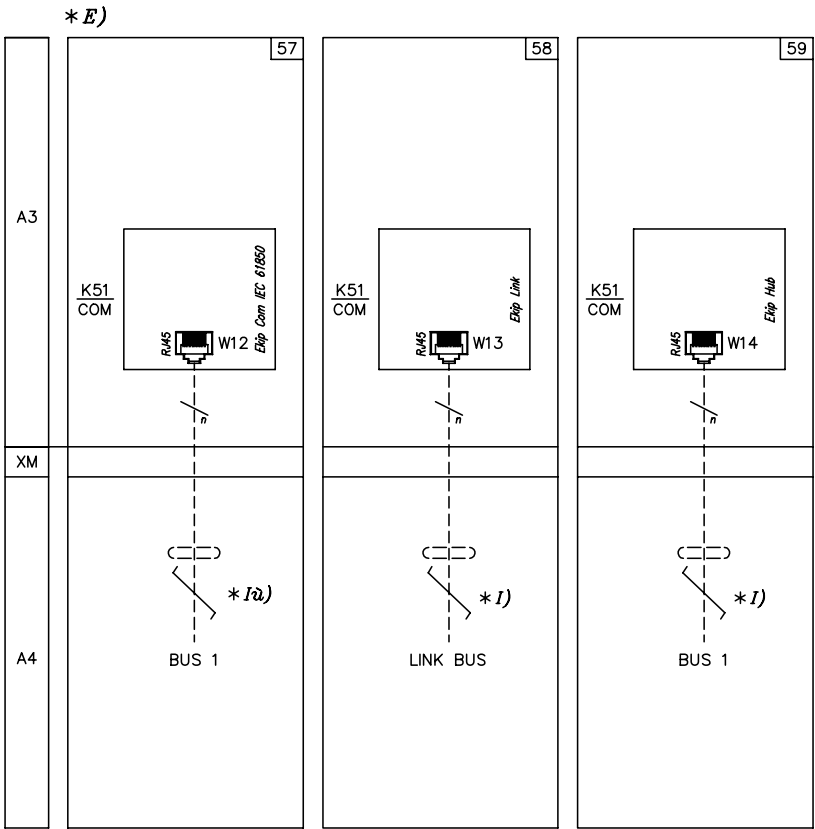 * E)
57
58
59
A3
K51
COM
RJ45
W12
Ekip Com IEC 61850
n
K51
COM
RJ45
W13
Ekip Link
n
K51
COM
RJ45
W14
Ekip Hub
n
XM
A4
* Iù)
BUS 1
* I)
LINK BUS
* I)
BUS 1